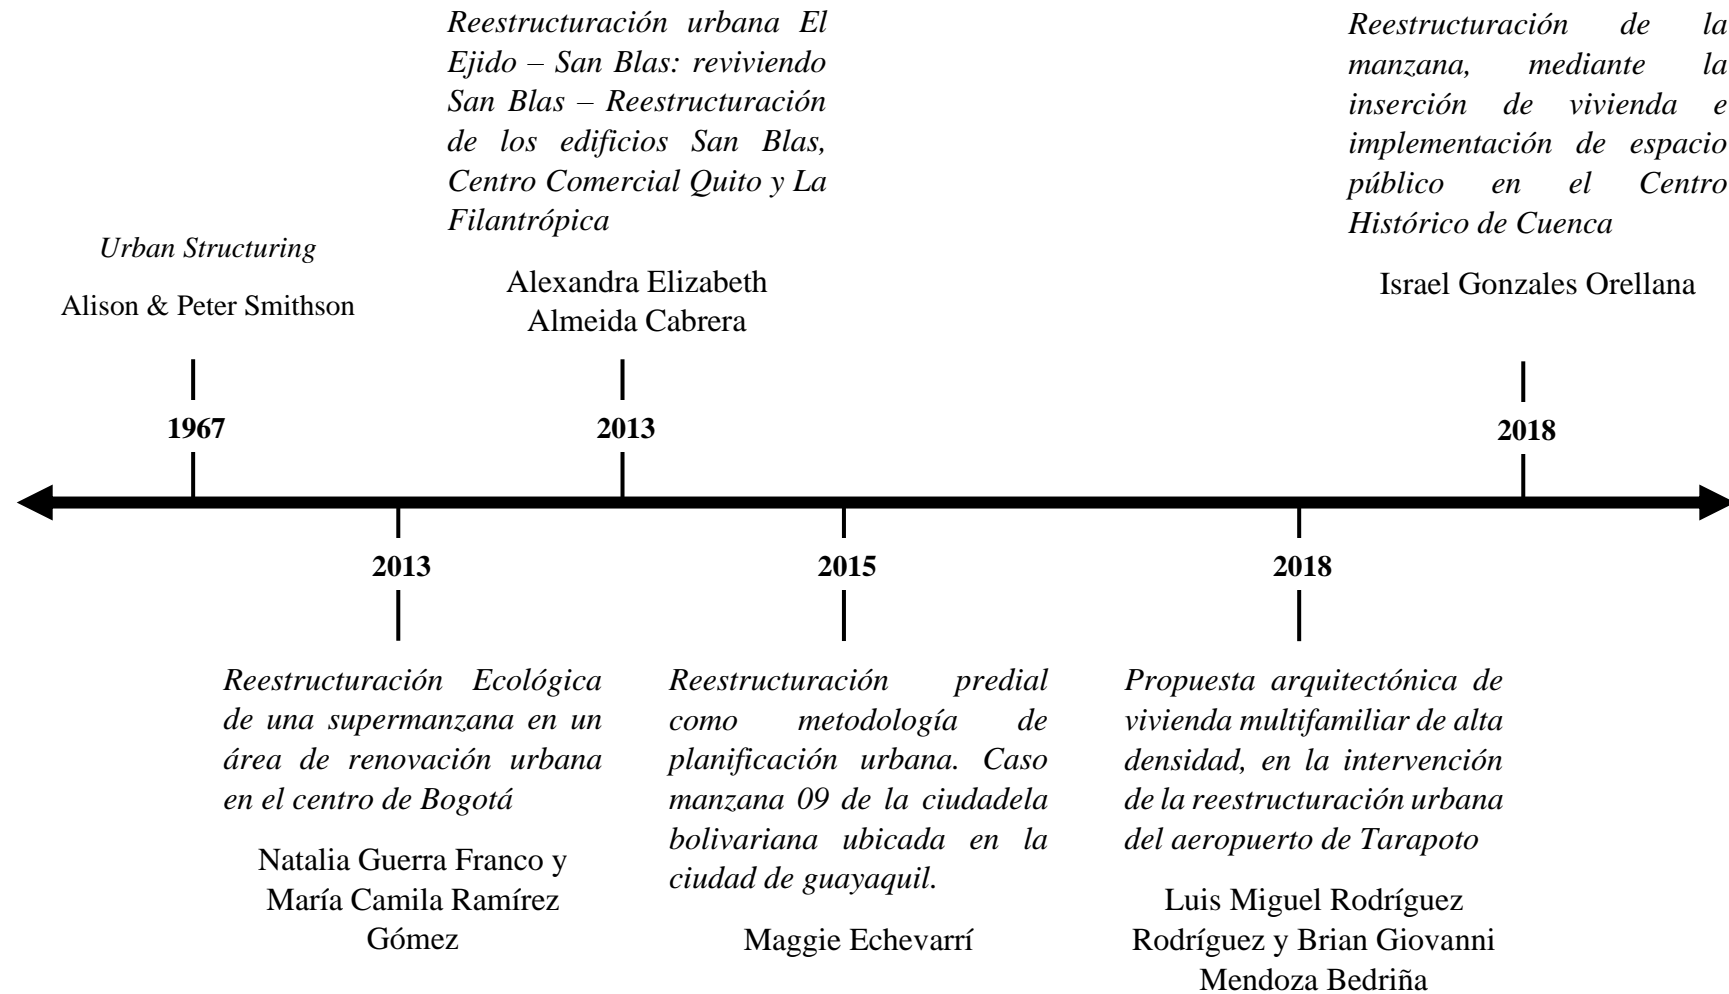 Urban Structuring
Alison & Peter Smithson
1967
Reestructuración urbana El
Ejido – San Blas: reviviendo
San Blas – Reestructuración
de los edificios San Blas,
Centro Comercial Quito y La
Filantrópica
Alexandra Elizabeth
Almeida Cabrera
2013
Reestructuración de la
manzana, mediante la
inserción de vivienda e
implementación de espacio
público en el Centro
Histórico de Cuenca
Israel Gonzales Orellana
2018
2013
Reestructuración Ecológica
de una supermanzana en un
área de renovación urbana
en el centro de Bogotá
Natalia Guerra Franco y
María Camila Ramírez
Gómez
2015
Reestructuración predial
como metodología de
planificación urbana. Caso
manzana 09 de la ciudadela
bolivariana ubicada en la
ciudad de guayaquil.
Maggie Echevarrí
2018
Propuesta arquitectónica de
vivienda multifamiliar de alta
densidad, en la intervención
de la reestructuración urbana
del aeropuerto de Tarapoto
Luis Miguel Rodríguez
Rodríguez y Brian Giovanni
Mendoza Bedriña